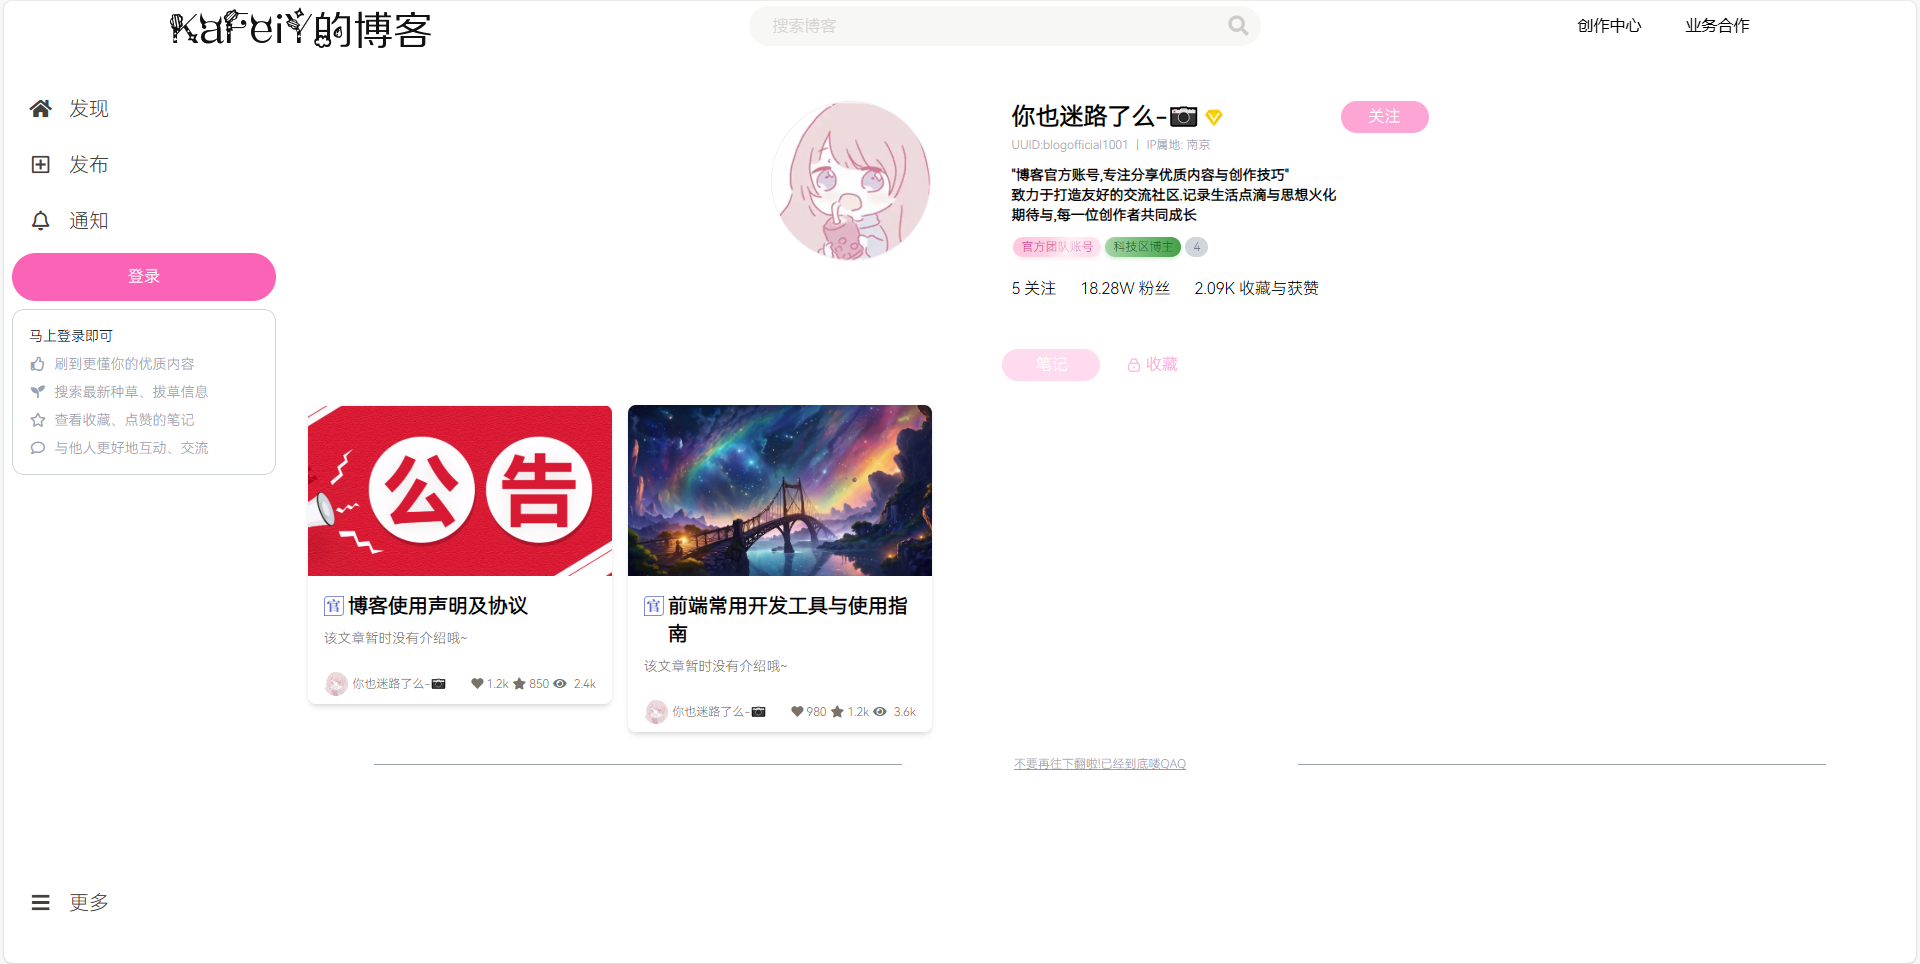 KaFeiY的博客
搜索博客
创作中心
业务合作
发现
发布
通知
登录
马上登录即可
刷到更懂你的优质内容
搜索最新种草、拔草信息
查看收藏、点赞的笔记
与他人更好地互动、交流
更多
你也迷路了么-📷
关注
UUID:blogofficial1001 | IP属地: 南京
"博客官方账号,专注分享优质内容与创作技巧"
致力于打造友好的交流社区.记录生活点滴与思想火化
期待与,每一位创作者共同成长
官方团队账号 科技区博主 4
5 关注 18.28W 粉丝 2.09K 收藏与获赞
笔记 收藏
公告
官 博客使用声明及协议
该文章暂时没有介绍哦~
你也迷路了么-📷 1.2k 850 2.4k
官 前端常用开发工具与使用指
南
该文章暂时没有介绍哦~
你也迷路了么-📷 980 1.2k 3.6k
不要再往下翻啦!已经到底喽QAQ